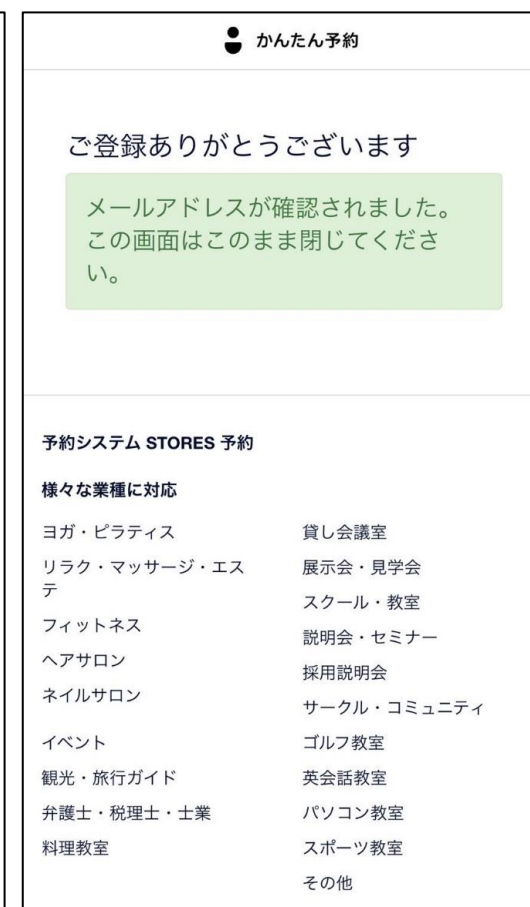 かんたん予約
ご登録ありがとうございます
メールアドレスが確認されました。
この画面はこのまま閉じてくださ
い。
予約システム STORES 予約
様々な業種に対応
ヨガ・ピラティス
リラク・マッサージ・エス
テ
フィットネス
ヘアサロン
ネイルサロン
イベント
観光・旅行ガイド
弁護士・税理士・士業
料理教室
貸し会議室
展示会・見学会
スクール・教室
説明会・セミナー
採用説明会
サークル・コミュニティ
ゴルフ教室
英会話教室
パソコン教室
スポーツ教室
その他